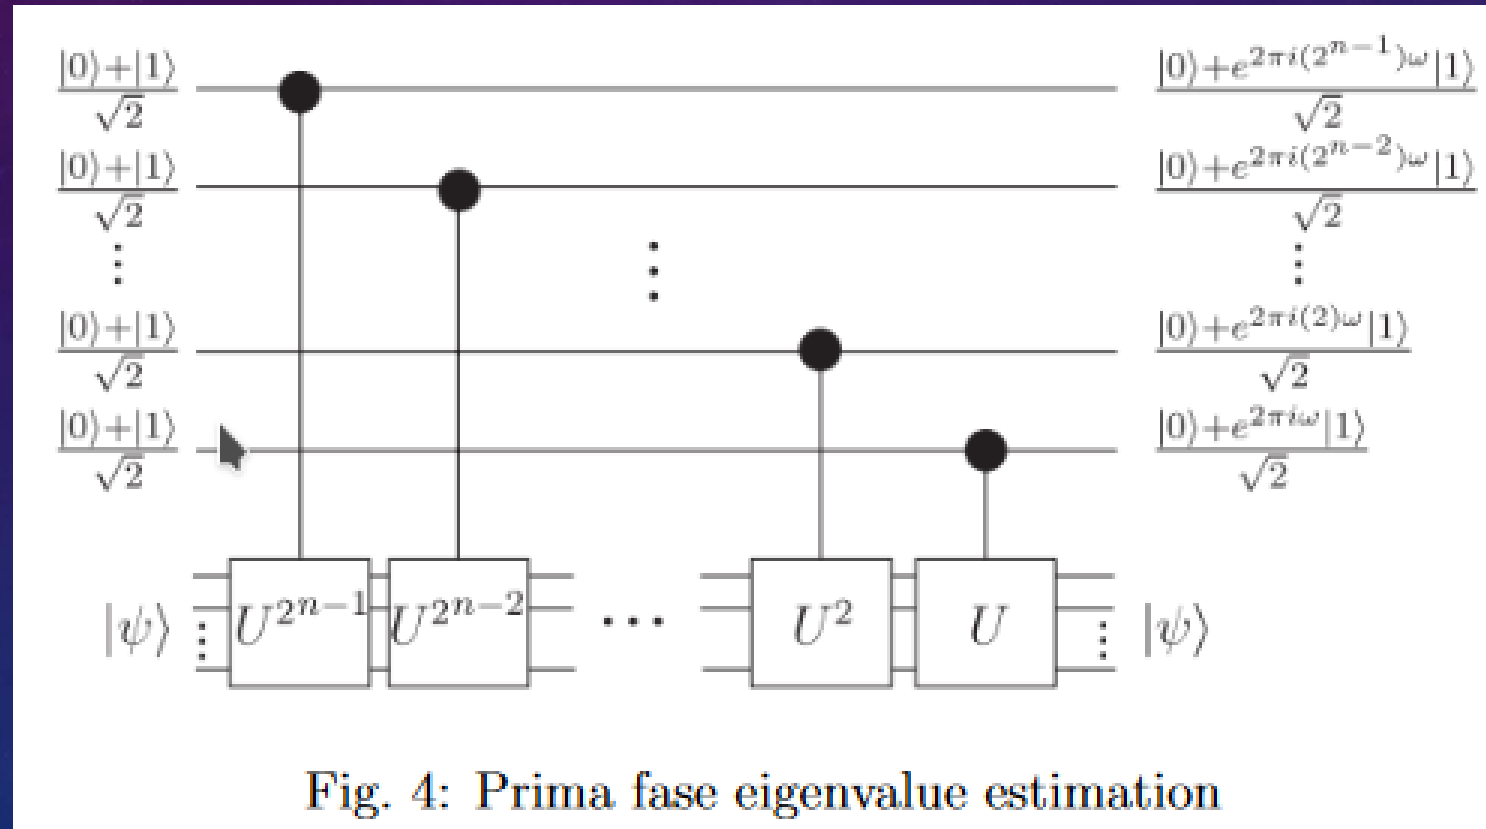 |0⟩+|1⟩ / √2    |0⟩+e^{2πi(2^{n−1})ω}|1⟩ / √2
|0⟩+|1⟩ / √2    |0⟩+e^{2πi(2^{n−2})ω}|1⟩ / √2
⋮ ⋮ ⋮
|0⟩+|1⟩ / √2    |0⟩+e^{2πi(2)ω}|1⟩ / √2
|0⟩+|1⟩ / √2    |0⟩+e^{2πiω}|1⟩ / √2
|ψ⟩ ⋮ U^{2^{n−1}} U^{2^{n−2}} ⋯ U^2 U ⋮ |ψ⟩
Fig. 4: Prima fase eigenvalue estimation